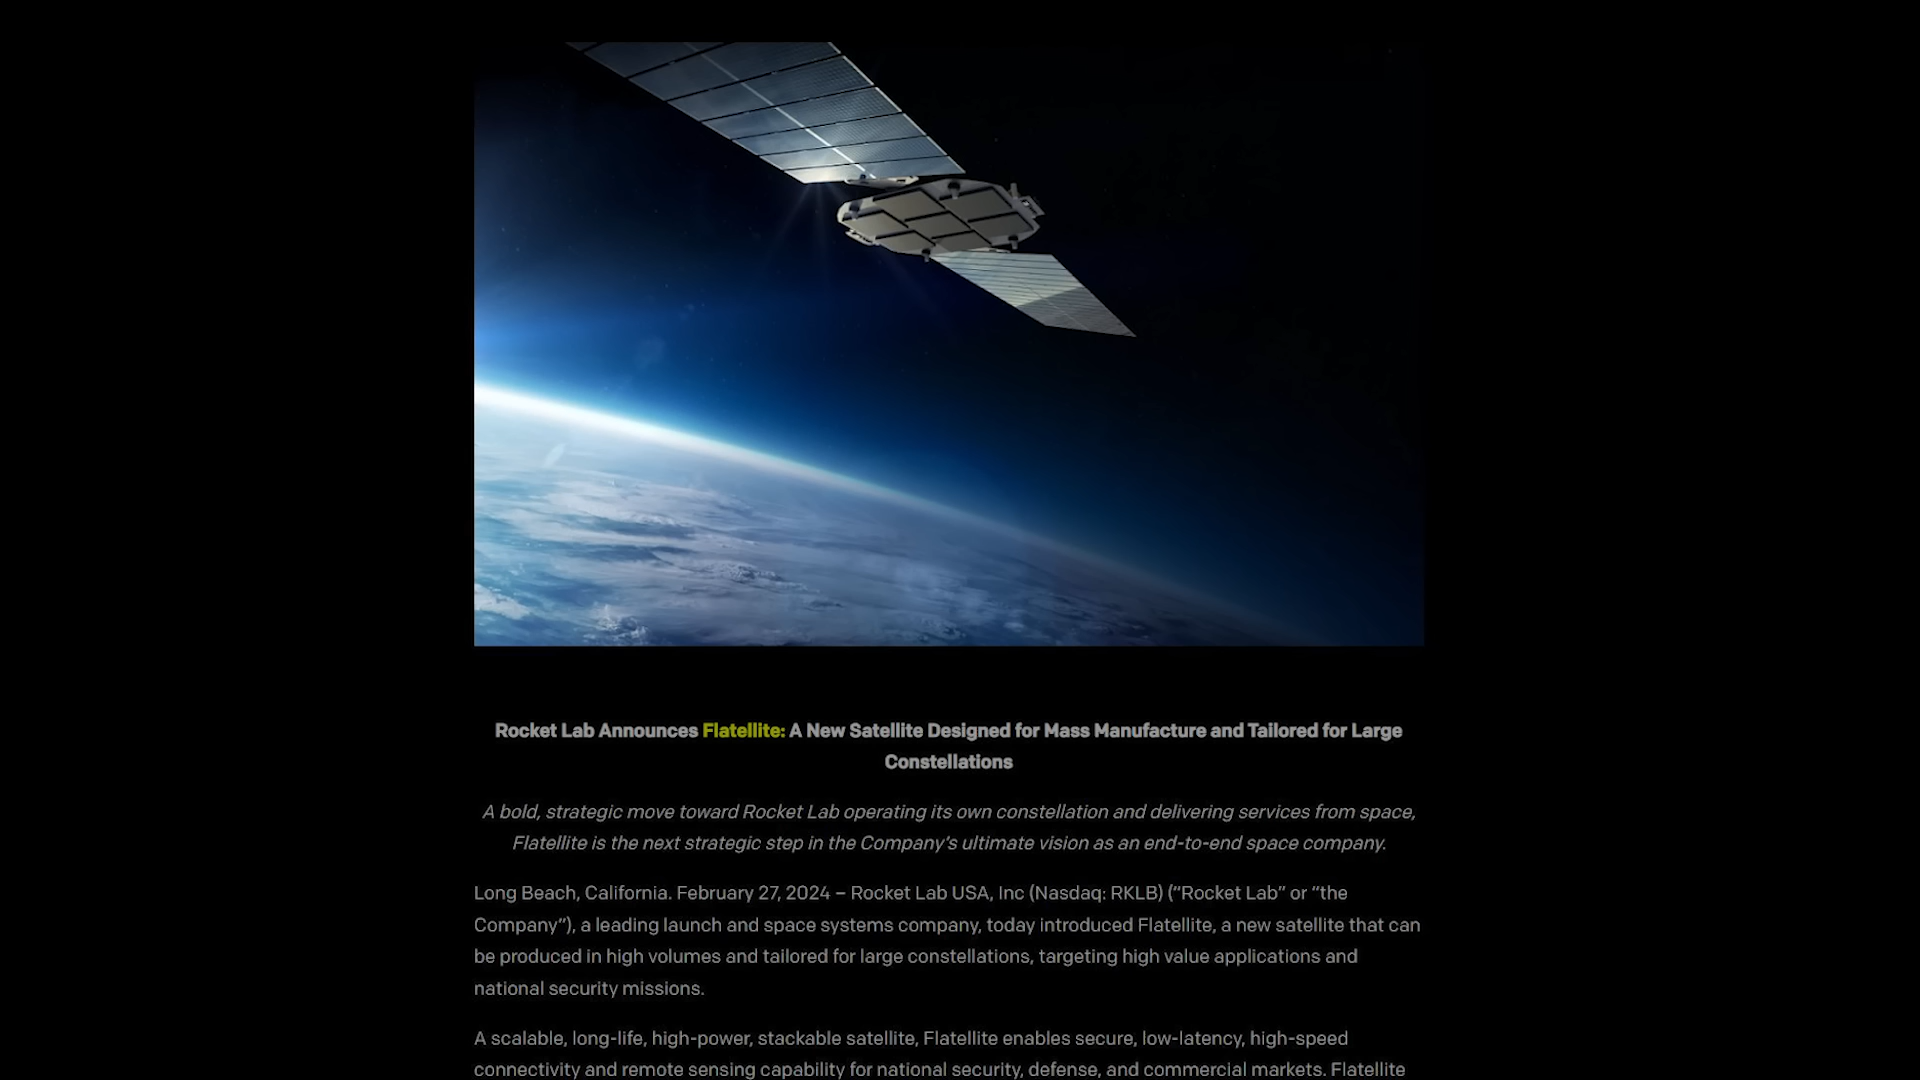 Rocket Lab Announces Flatellite: A New Satellite Designed for Mass Manufacture and Tailored for Large
Constellations
A bold, strategic move toward Rocket Lab operating its own constellation and delivering services from space,
Flatellite is the next strategic step in the Company’s ultimate vision as an end-to-end space company.
Long Beach, California. February 27, 2024 – Rocket Lab USA, Inc (Nasdaq: RKLB) (“Rocket Lab” or “the
Company”), a leading launch and space systems company, today introduced Flatellite, a new satellite that can
be produced in high volumes and tailored for large constellations, targeting high value applications and
national security missions.
A scalable, long-life, high-power, stackable satellite, Flatellite enables secure, low-latency, high-speed
connectivity and remote sensing capability for national security, defense, and commercial markets. Flatellite